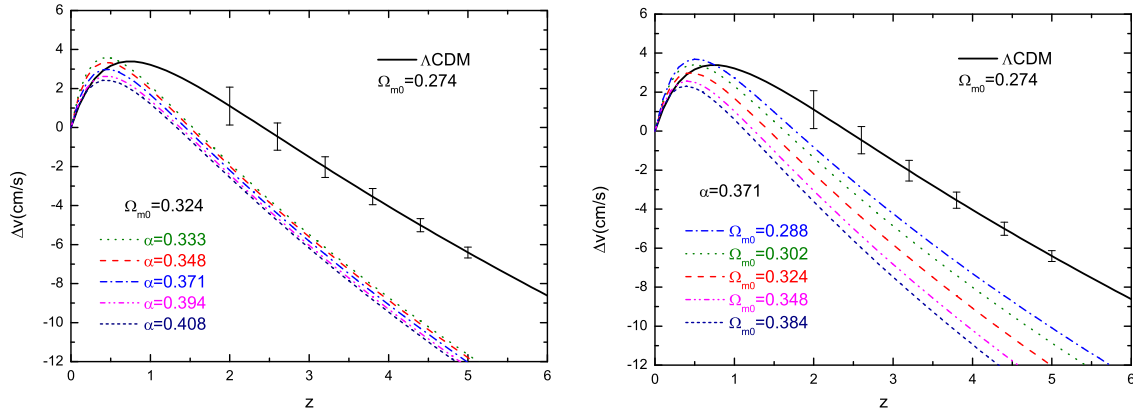 6
4
2
0
-2
-4
-6
-8
-10
-12
Δv(cm/s)
ΛCDM
Ωm0=0.274
Ωm0=0.324
α=0.333
α=0.348
α=0.371
α=0.394
α=0.408
0 1 2 3 4 5 6
z
6
4
2
0
-2
-4
-6
-8
-10
-12
Δv(cm/s)
ΛCDM
Ωm0=0.274
α=0.371
Ωm0=0.288
Ωm0=0.302
Ωm0=0.324
Ωm0=0.348
Ωm0=0.384
0 1 2 3 4 5 6
z